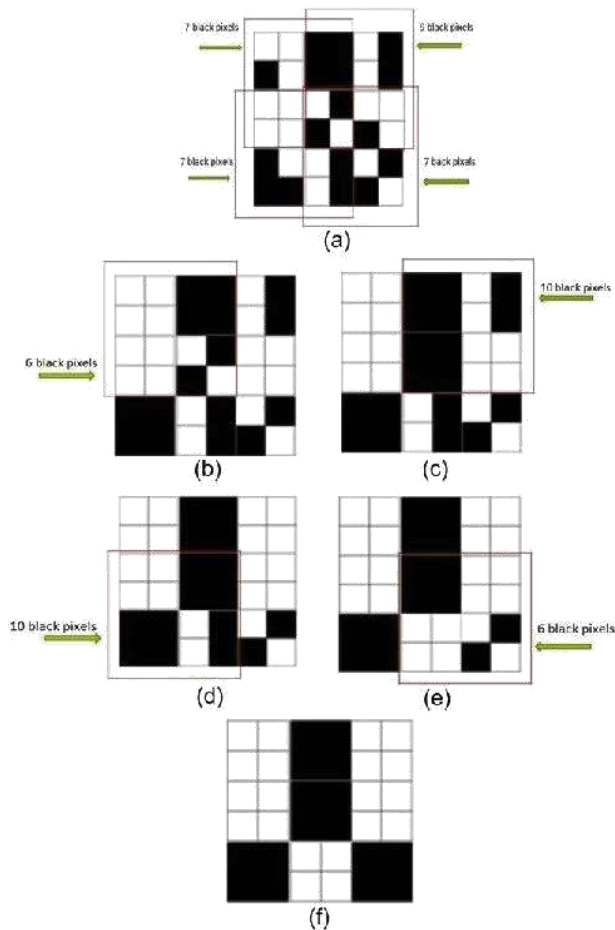 7 black pixels
9 black pixels
7 black pixels
7 back pixels
(a)
6 black pixels
10 black pixels
(b)
(c)
10 black pixels
6 black pixels
(d)
(e)
(f)